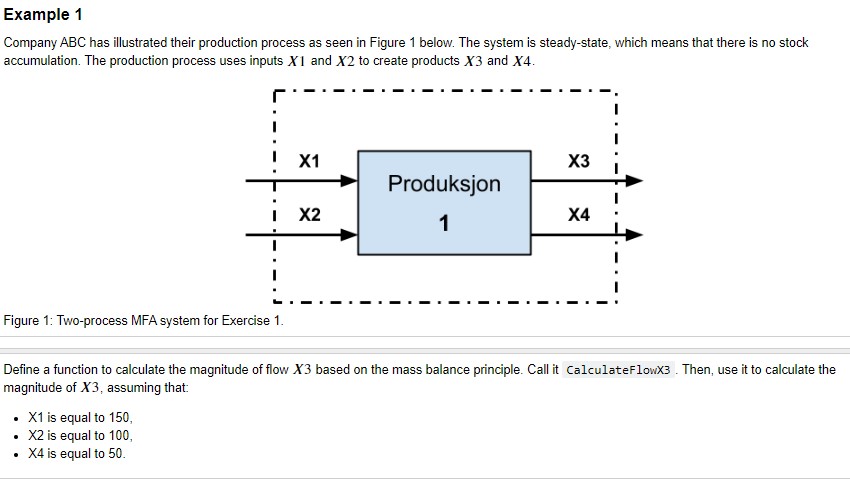 Example 1
Company ABC has illustrated their production process as seen in Figure 1 below. The system is steady-state, which means that there is no stock
accumulation. The production process uses inputs X1 and X2 to create products X3 and X4.
X1
X3
Produksjon
X2
1
X4
Figure 1: Two-process MFA system for Exercise 1.
Define a function to calculate the magnitude of flow X3 based on the mass balance principle. Call it CalculateFlowX3 . Then, use it to calculate the
magnitude of X3, assuming that:
• X1 is equal to 150,
• X2 is equal to 100,
• X4 is equal to 50.